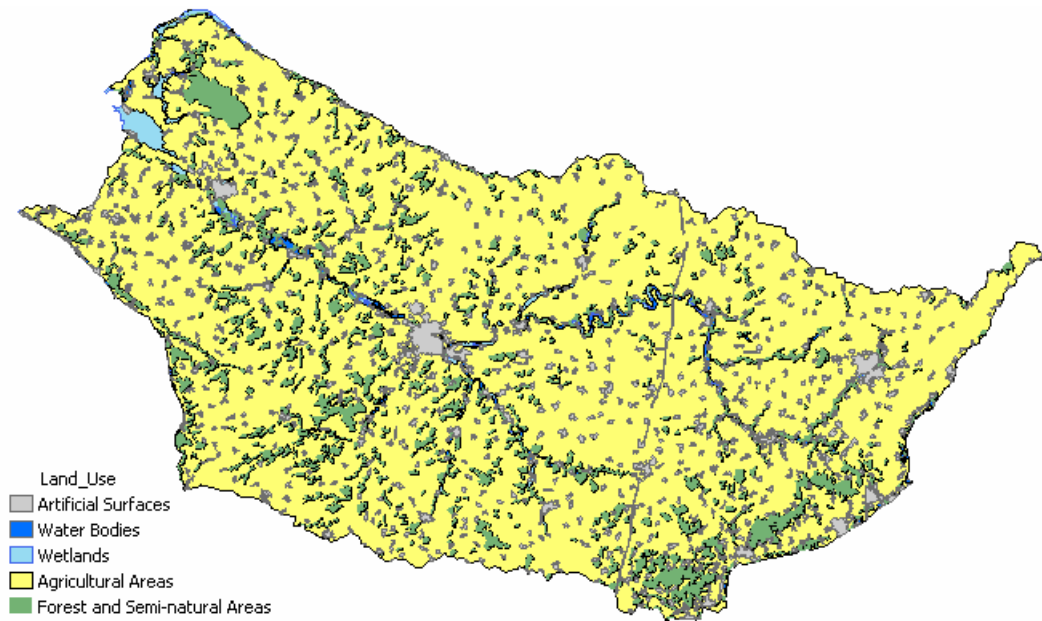 Land_Use
Artificial Surfaces
Water Bodies
Wetlands
Agricultural Areas
Forest and Semi-natural Areas